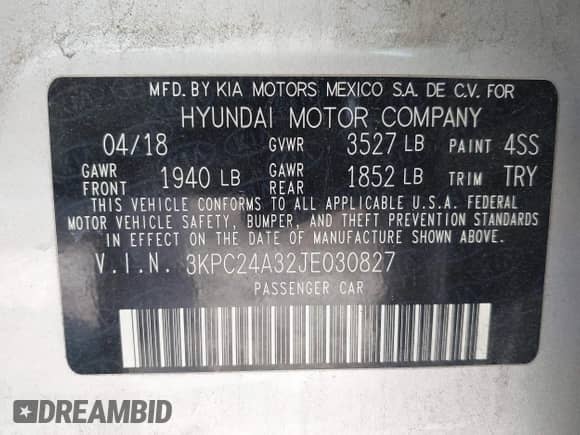 MFD. BY KIA MOTORS MEXICO S.A. DE C.V. FOR
HYUNDAI MOTOR COMPANY
04/18 GVWR 3527 LB PAINT 4SS
GAWR FRONT 1940 LB GAWR REAR 1852 LB TRIM TRY
THIS VEHICLE CONFORMS TO ALL APPLICABLE U.S.A. FEDERAL
MOTOR VEHICLE SAFETY, BUMPER, AND THEFT PREVENTION STANDARDS
IN EFFECT ON THE DATE OF MANUFACTURE SHOWN ABOVE.
V.I.N. 3KPC24A32JE030827
PASSENGER CAR
DREAMBID